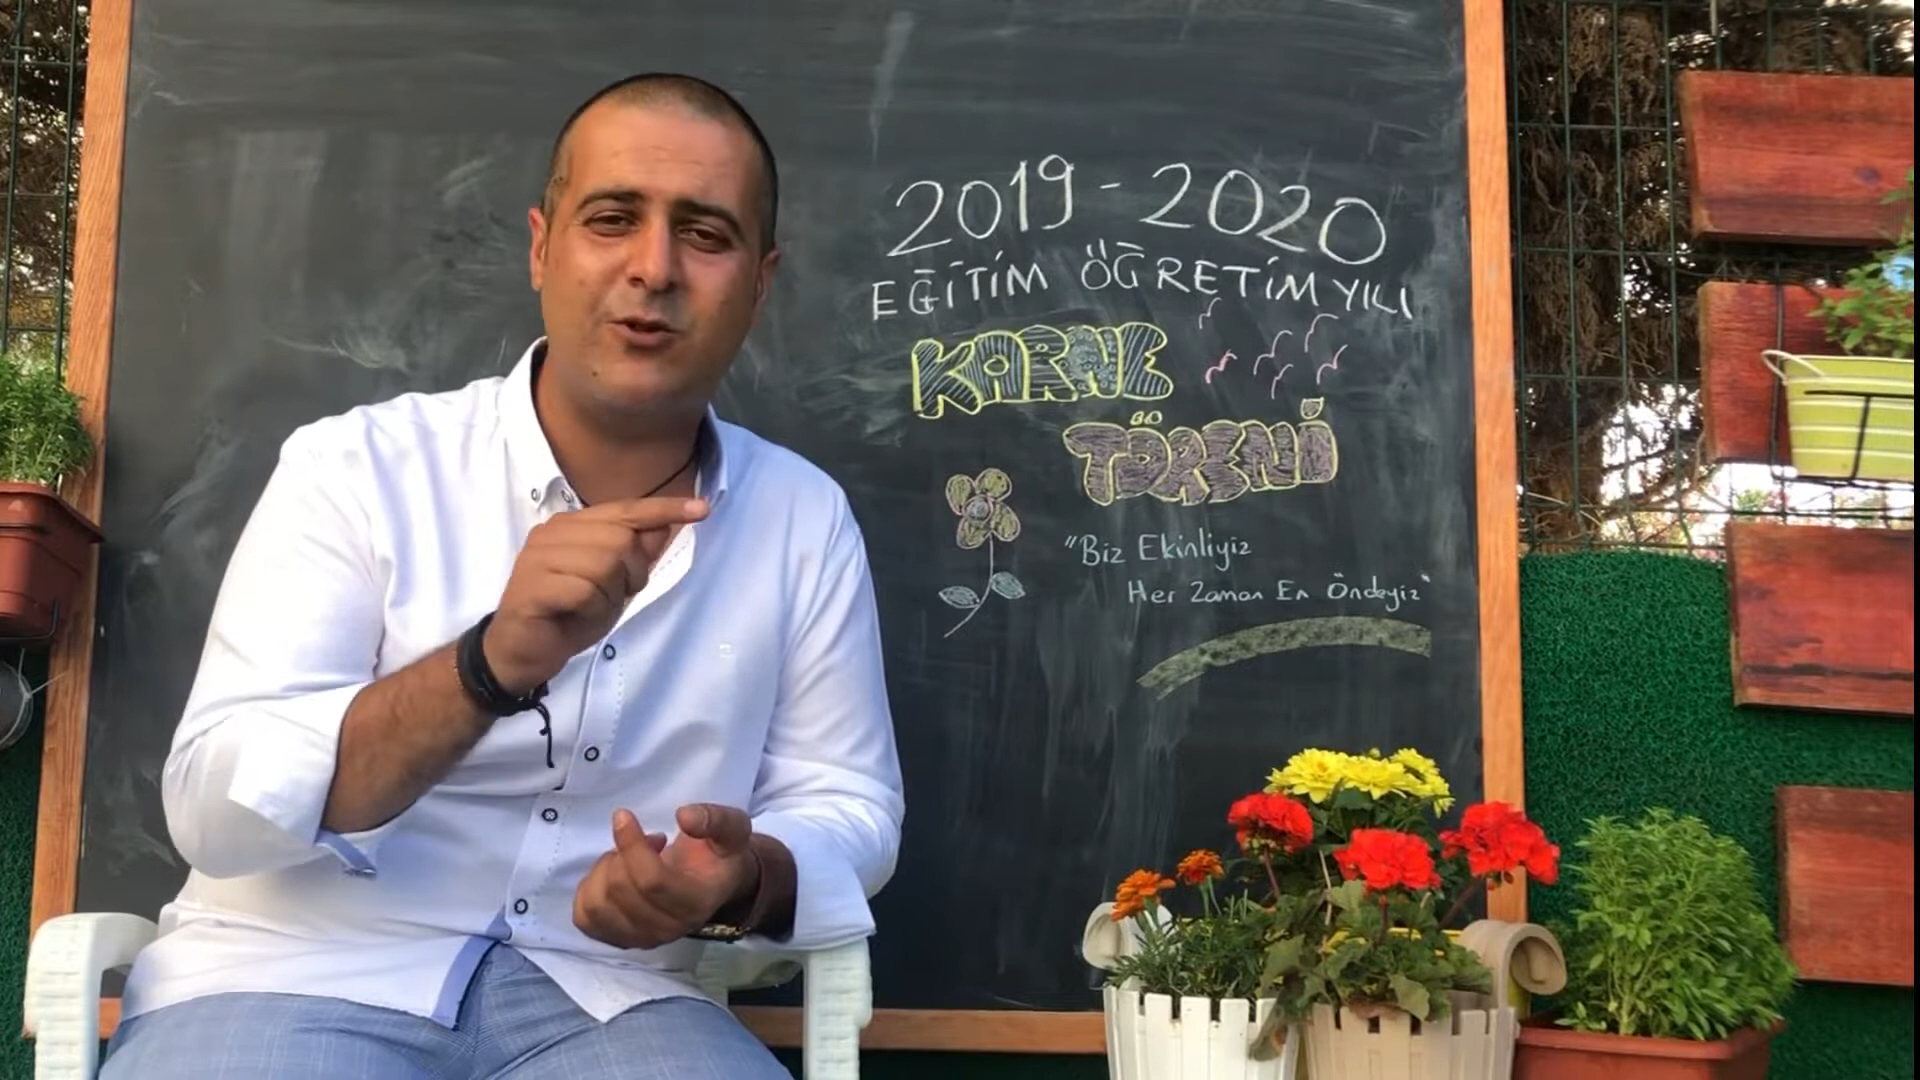 2019-2020
EĞİTİM ÖĞRETİM YILI
KARNE
TÖRENİ
"Biz Ekinliyiz
Her Zaman En Öndeyiz"